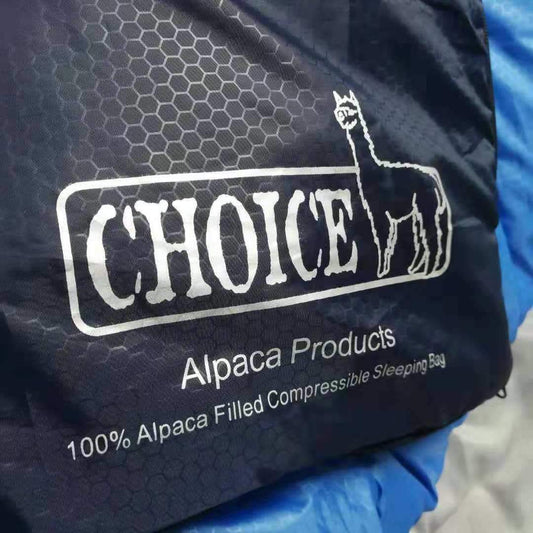 CHOICE
Alpaca Products
100% Alpaca Filled Compressible Sleeping Bag